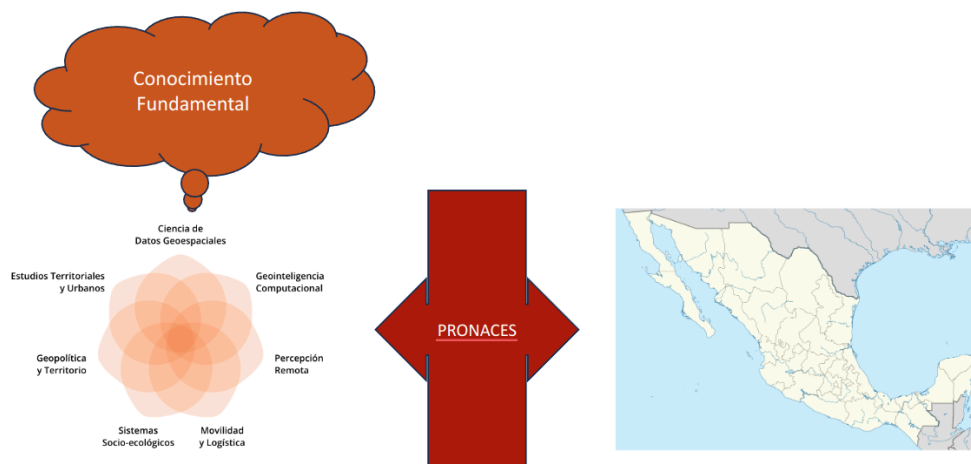 Conocimiento
Fundamental
Ciencia de
Datos Geoespaciales
Estudios Territoriales
y Urbanos
Geointeligencia
Computacional
Geopolítica
y Territorio
Percepción
Remota
Sistemas
Socio-ecológicos
Movilidad
y Logística
PRONACES